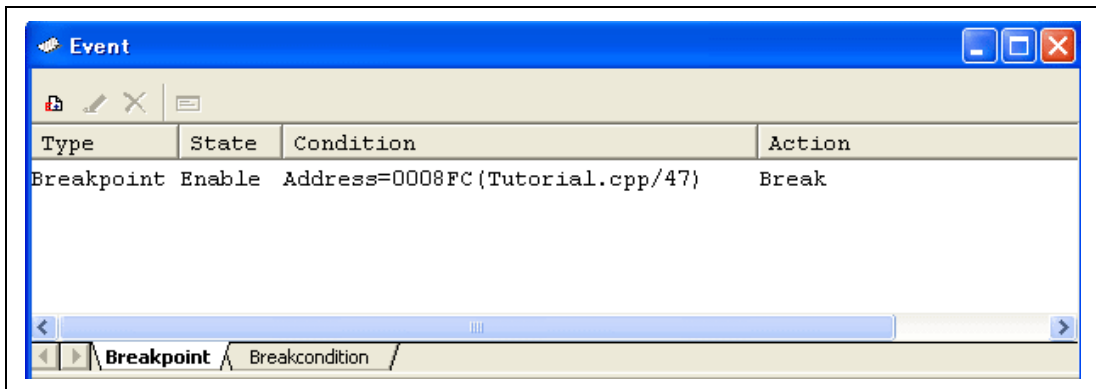 Event
Type State Condition Action
Breakpoint Enable Address=0008FC(Tutorial.cpp/47) Break
Breakpoint Breakcondition